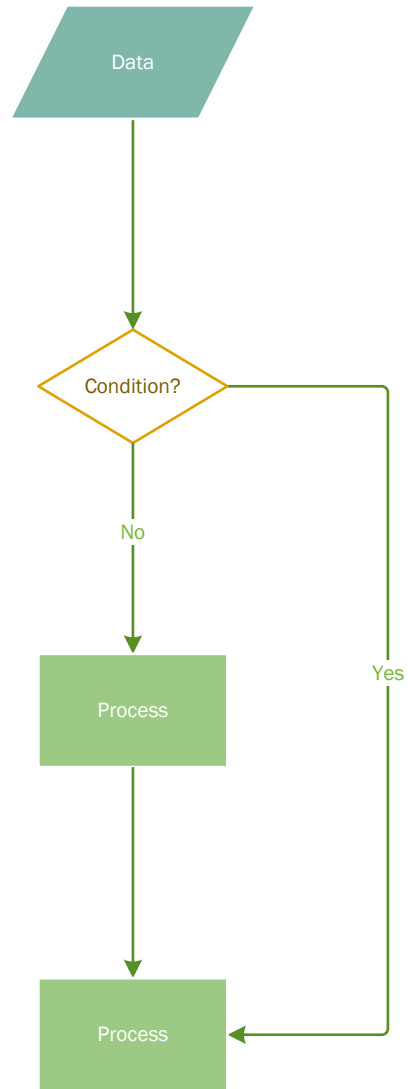 Data
Condition?
No
Process
Yes
Process